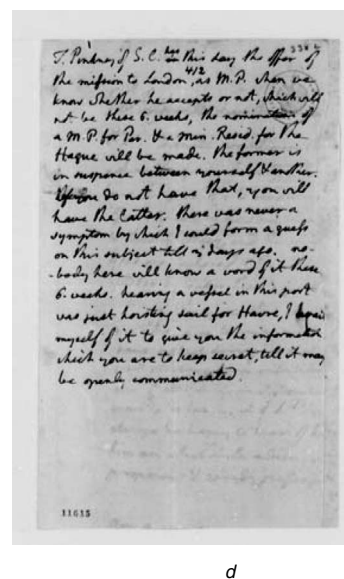 T. Pinkney of S.C. has this day the offer of
the mission to London, as M.P. when we
412
know whether he accepts or not, which will
not be these 6. weeks, the nomination of
a M.P. for Par. & a Min. Resid. for the
Hague will be made. the former is
in suspence between yourself & another.
If you do not have that, you will
have the latter. there was never a
symptom by which I could form a guess
on this subject till days ago. no-
-body here will know a word of it these
6. weeks. hearing a vessel in this port
was just hoisting sail for Havre, I
myself of it to give you the information
which you are to keep secret, till it may
be openly communicated.
11615
d